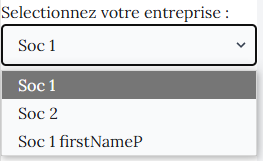 Selectionnez votre entreprise :
Soc 1
Soc 1
Soc 2
Soc 1 firstNameP